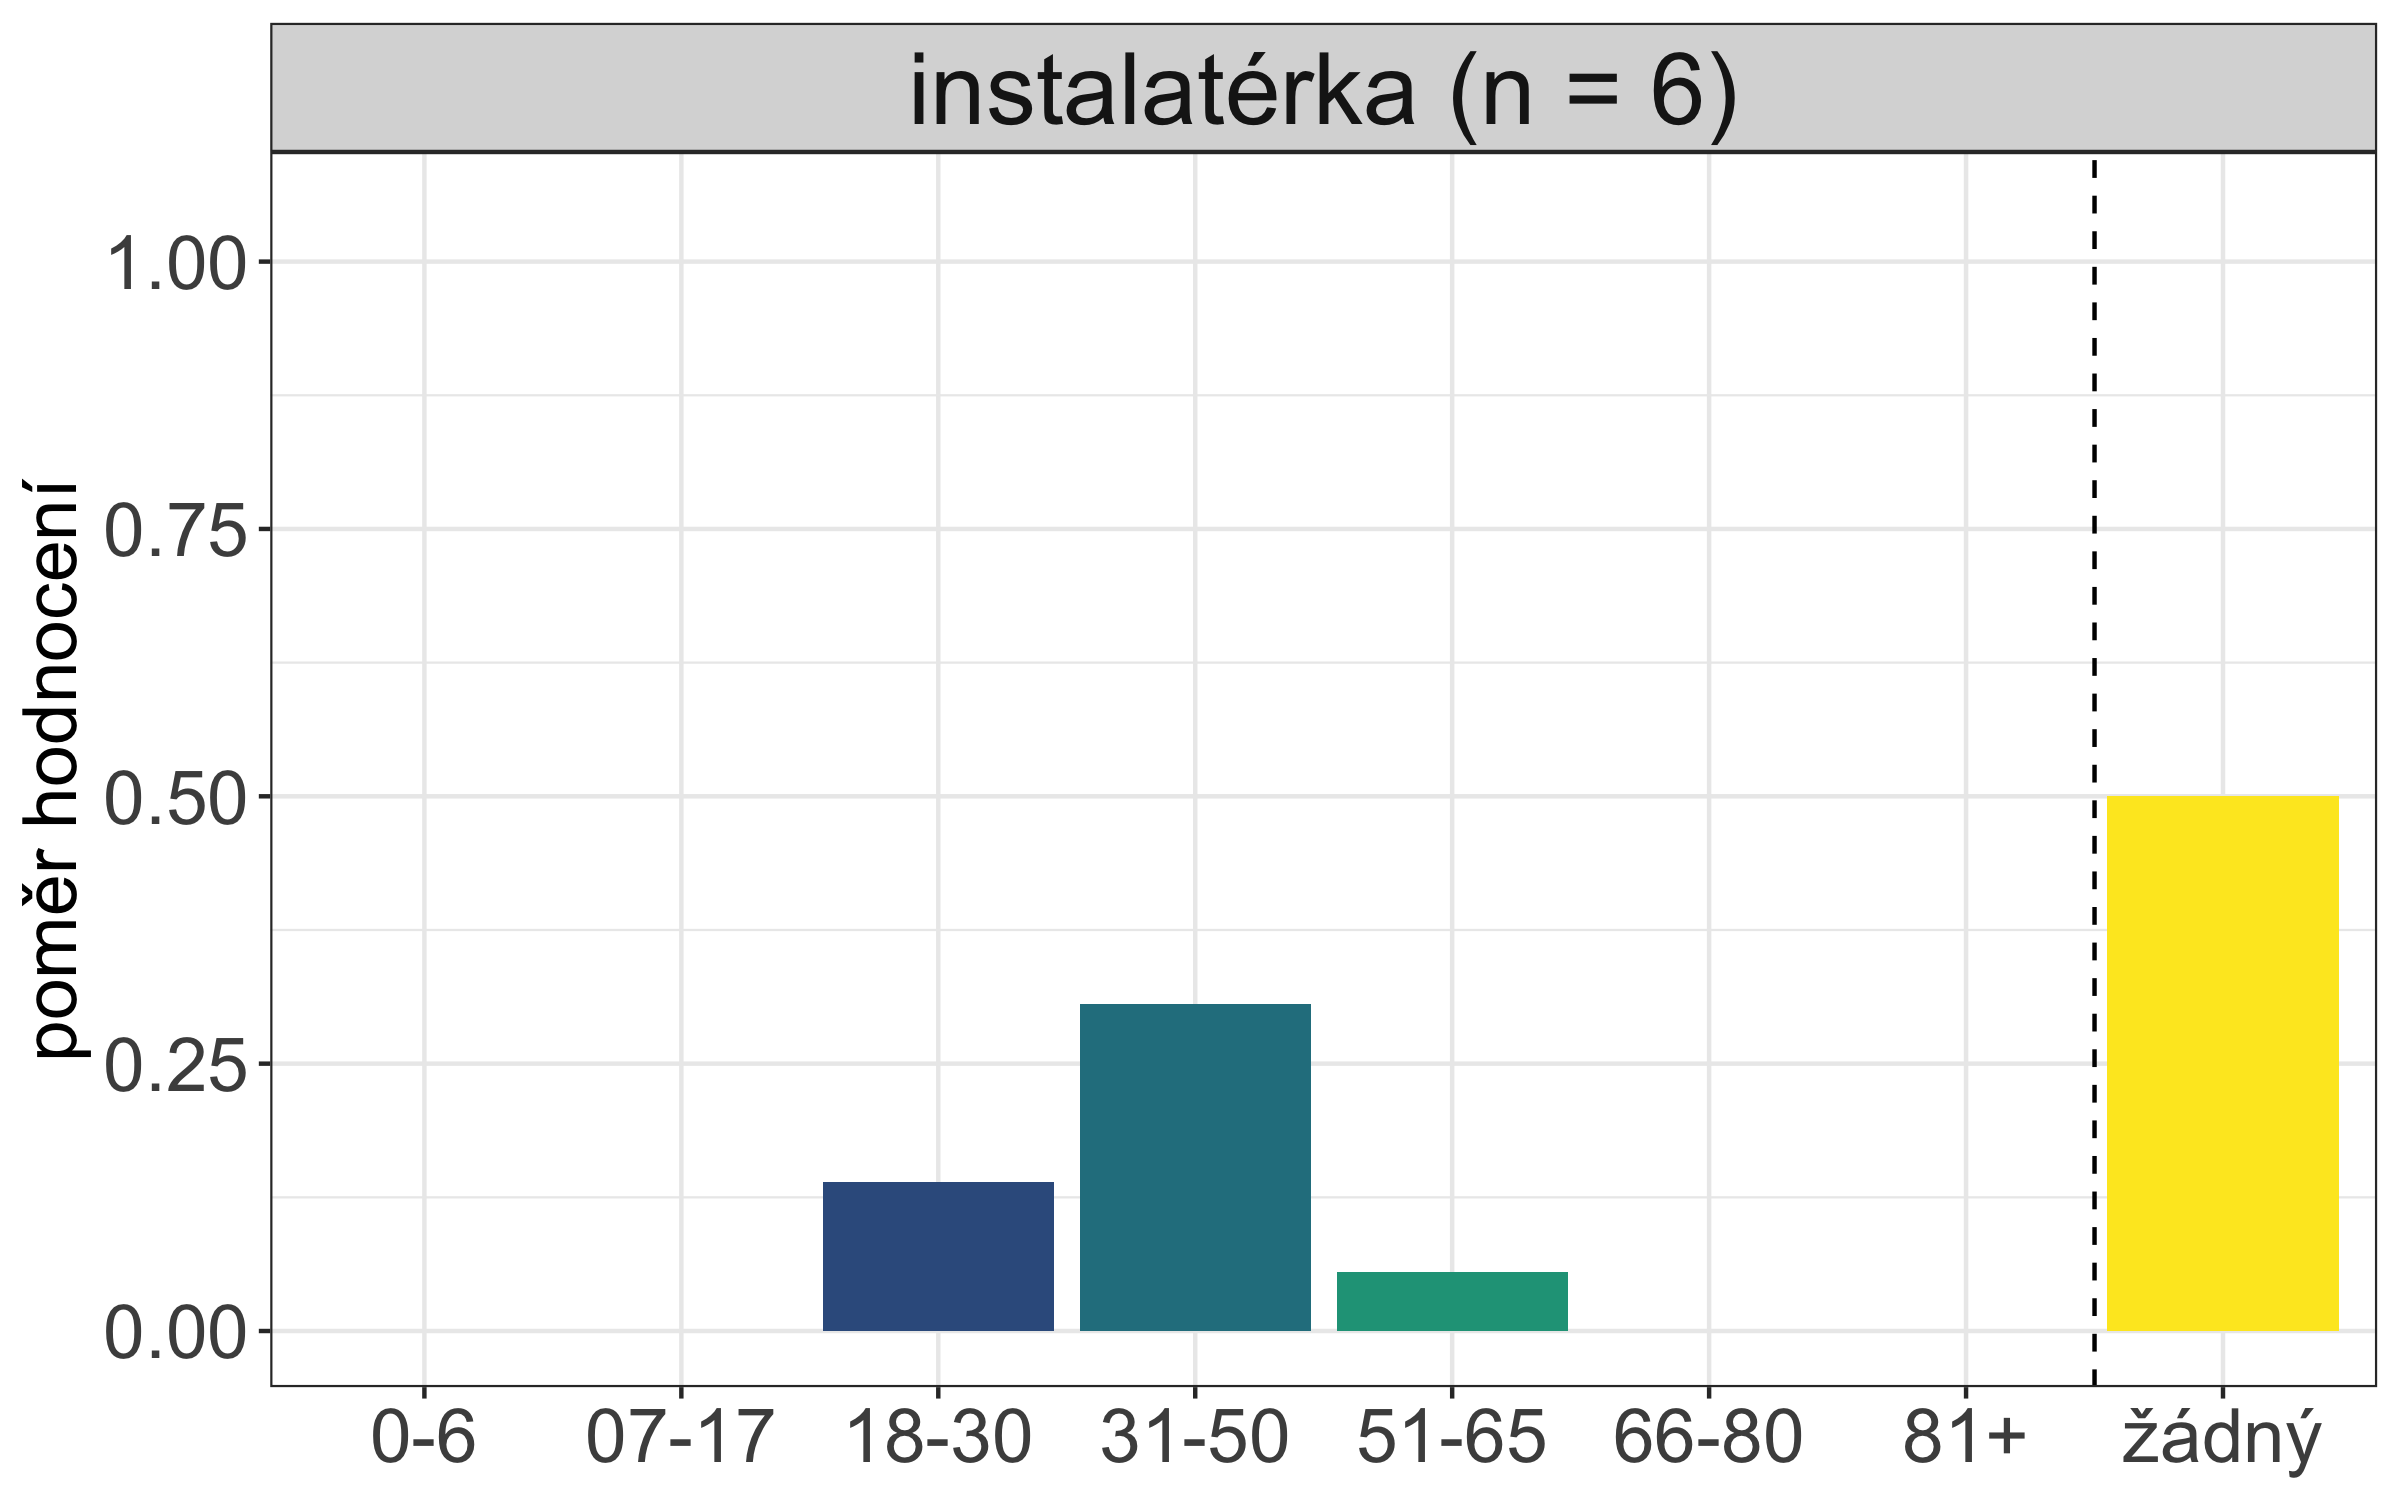 instalatérka (n = 6)
poměr hodnocení
1.00
0.75
0.50
0.25
0.00
0-6 07-17 18-30 31-50 51-65 66-80 81+ žádný